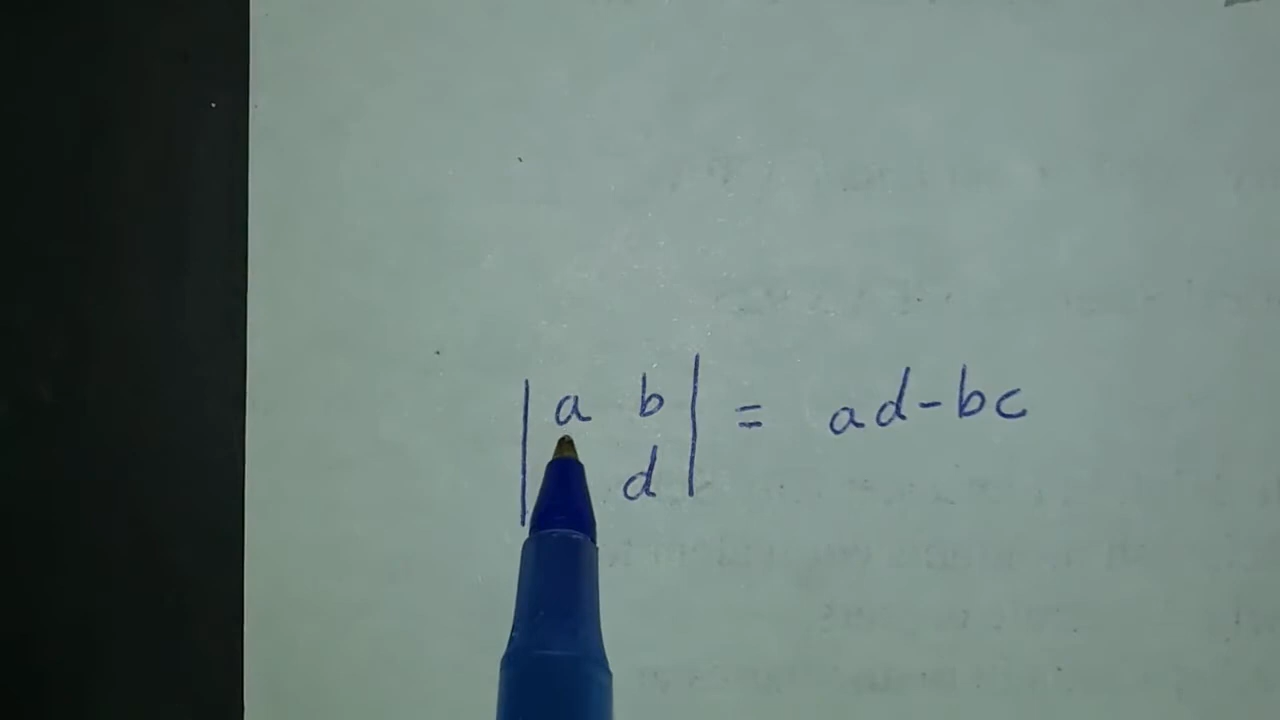 | a b | = ad-bc
| d |